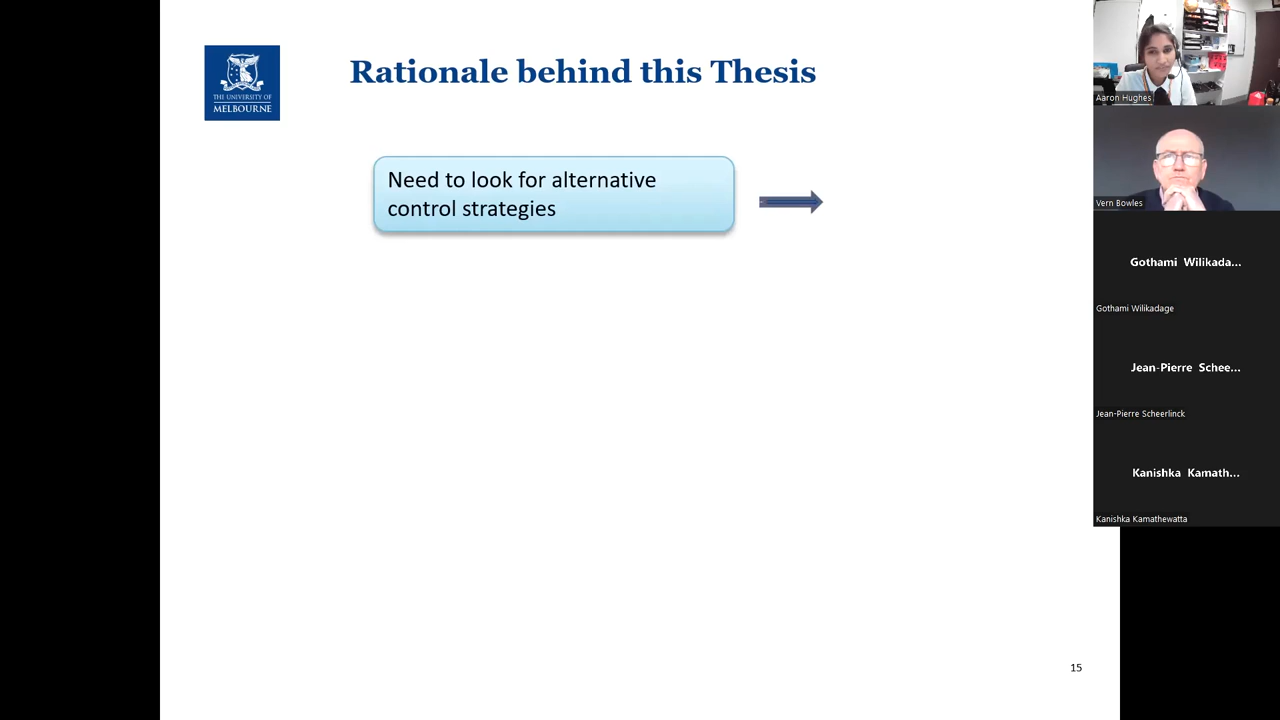 Rationale behind this Thesis
THE UNIVERSITY OF
MELBOURNE
Need to look for alternative
control strategies
15
Aaron Hughes
Vern Bowles
Gothami Wilikada...
Gothami Wilikadage
Jean-Pierre Schee...
Jean-Pierre Scheerlinck
Kanishka Kamath...
Kanishka Kamathewatta